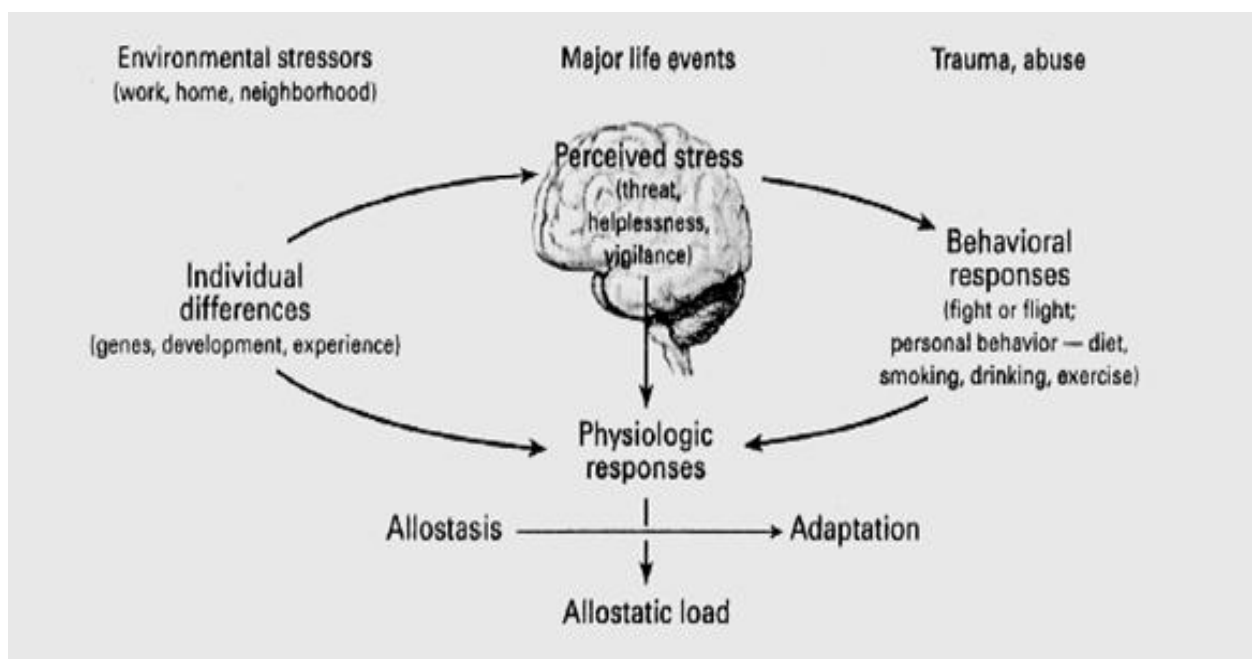 Environmental stressors
(work, home, neighborhood)
Major life events
Trauma, abuse
Perceived stress
(threat,
helplessness,
vigilance)
Individual
differences
(genes, development, experience)
Behavioral
responses
(fight or flight;
personal behavior — diet,
smoking, drinking, exercise)
Physiologic
responses
Allostasis
Adaptation
Allostatic load